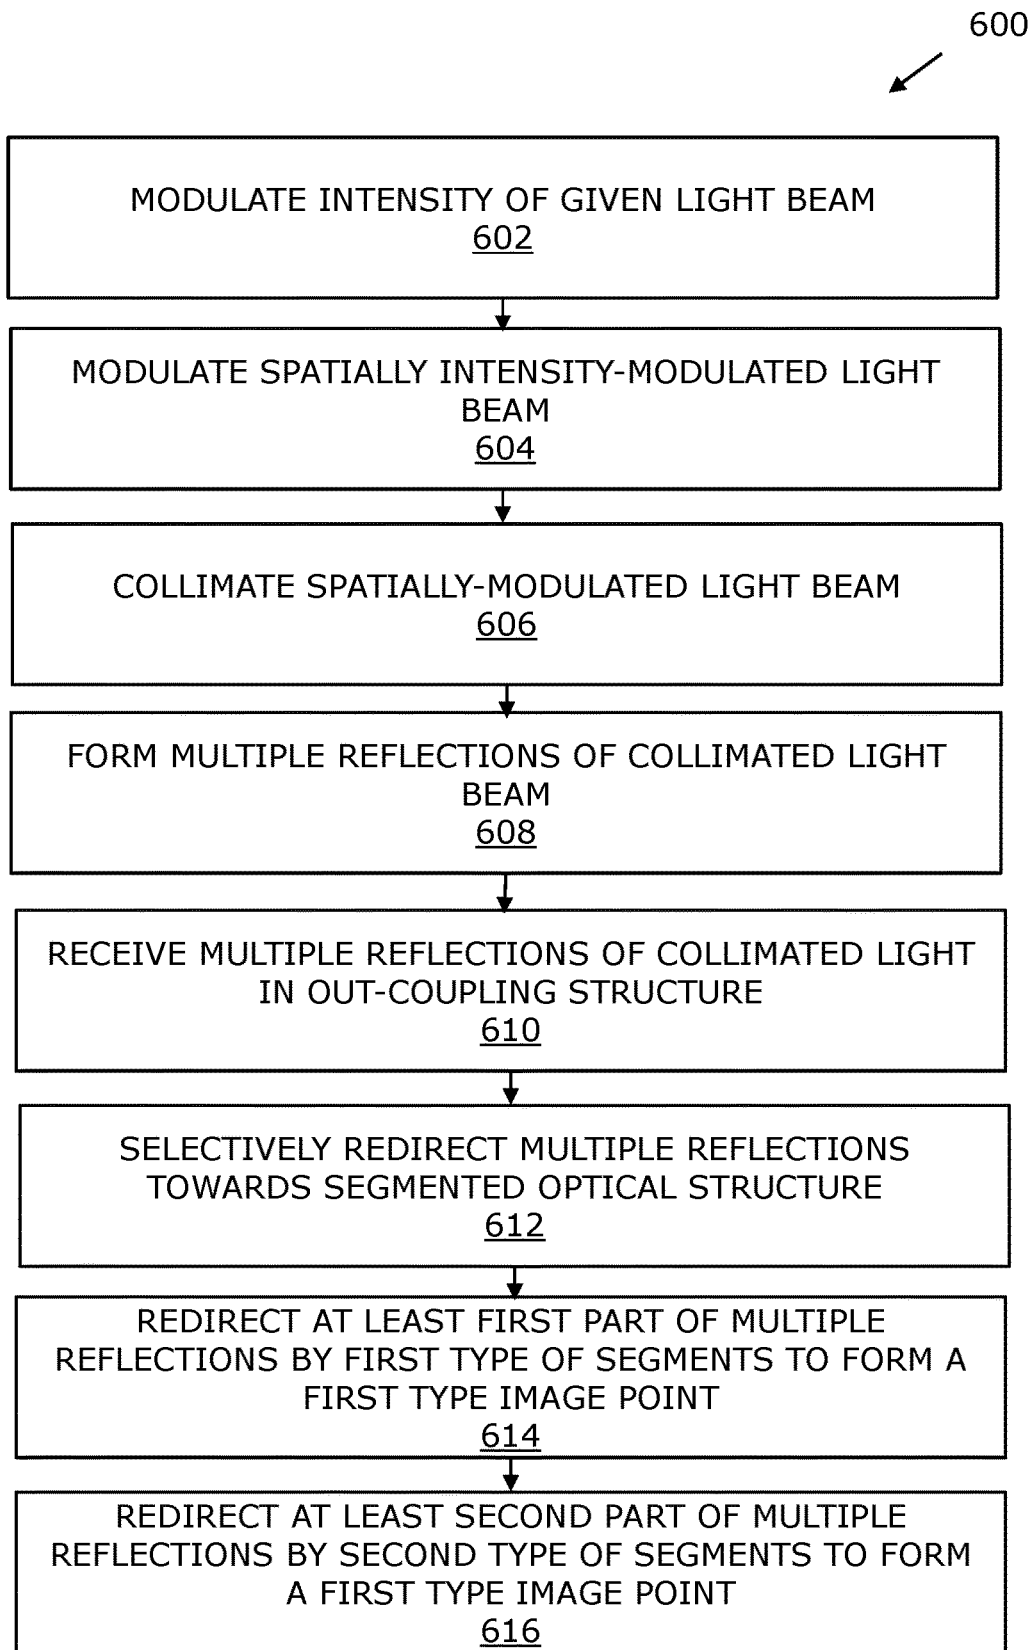 600
MODULATE INTENSITY OF GIVEN LIGHT BEAM
602
MODULATE SPATIALLY INTENSITY-MODULATED LIGHT
BEAM
604
COLLIMATE SPATIALLY-MODULATED LIGHT BEAM
606
FORM MULTIPLE REFLECTIONS OF COLLIMATED LIGHT
BEAM
608
RECEIVE MULTIPLE REFLECTIONS OF COLLIMATED LIGHT
IN OUT-COUPLING STRUCTURE
610
SELECTIVELY REDIRECT MULTIPLE REFLECTIONS
TOWARDS SEGMENTED OPTICAL STRUCTURE
612
REDIRECT AT LEAST FIRST PART OF MULTIPLE
REFLECTIONS BY FIRST TYPE OF SEGMENTS TO FORM A
FIRST TYPE IMAGE POINT
614
REDIRECT AT LEAST SECOND PART OF MULTIPLE
REFLECTIONS BY SECOND TYPE OF SEGMENTS TO FORM
A FIRST TYPE IMAGE POINT
616